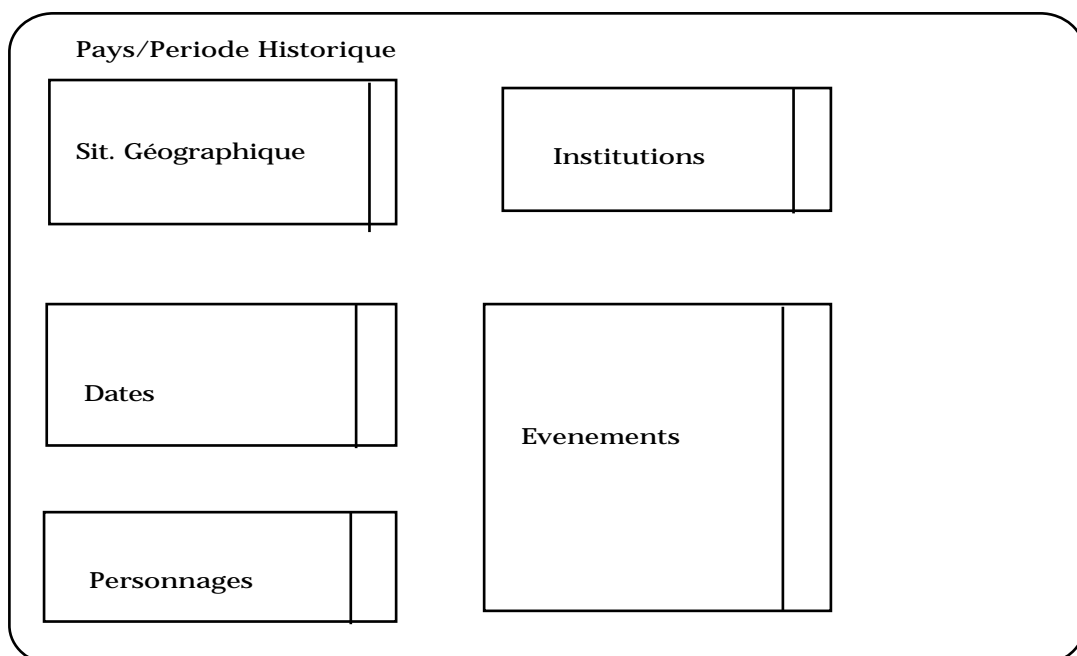 Pays/Periode Historique
Sit. Géographique
Institutions
Dates
Evenements
Personnages